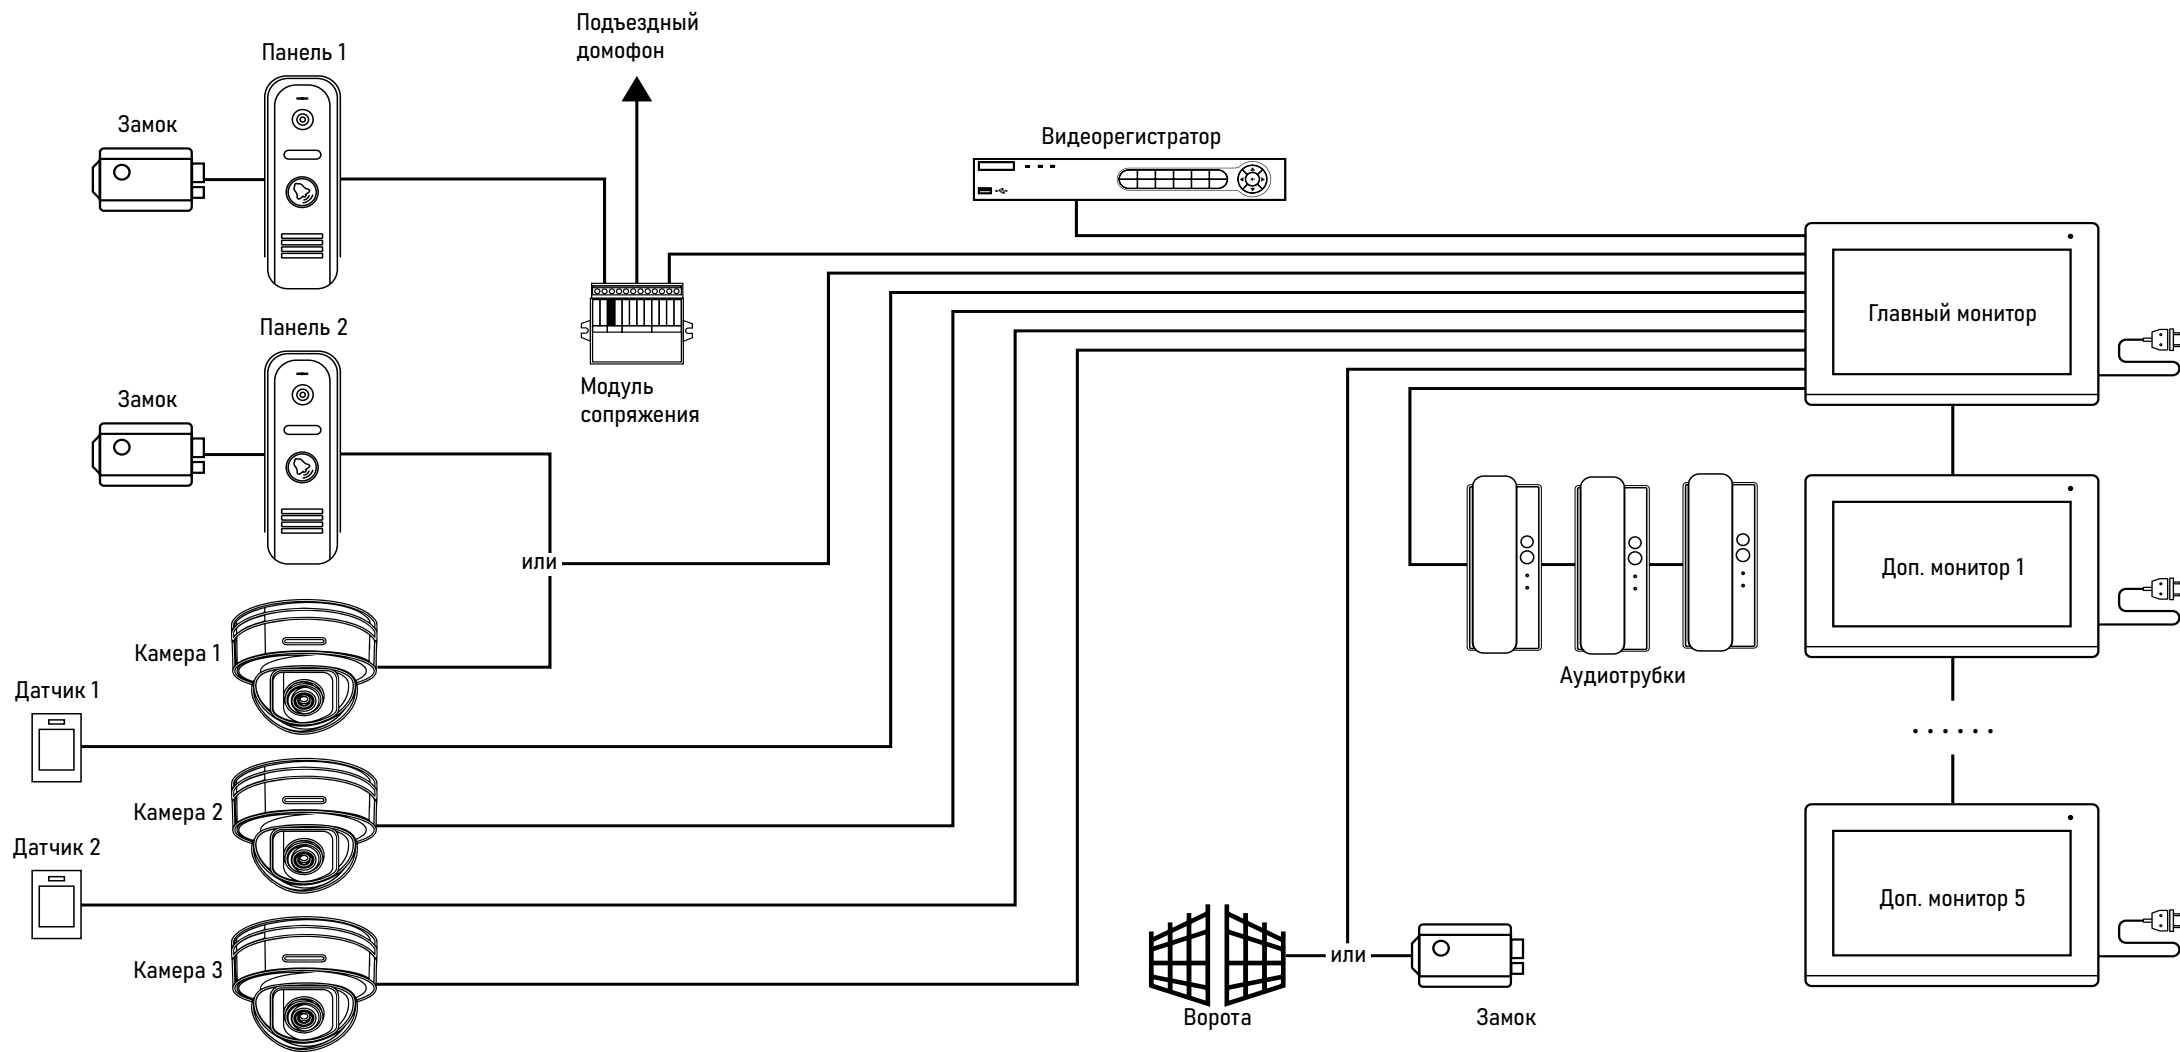 Подъездный
домофон
Панель 1
Замок
Видеорегистратор
Главный монитор
Панель 2
Модуль
сопряжения
Замок
или
Доп. монитор 1
Камера 1
Аудиотрубки
Датчик 1
Камера 2
Датчик 2
Доп. монитор 5
или
Камера 3
Ворота
Замок